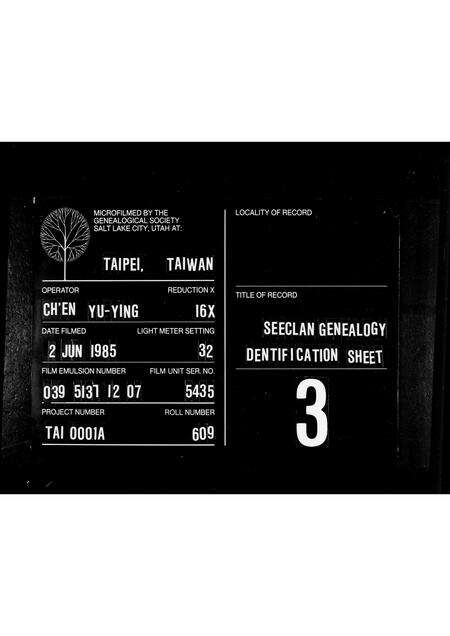 MICROFILMED BY THE
GENEALOGICAL SOCIETY
SALT LAKE CITY, UTAH AT:
TAIPEI, TAIWAN
OPERATOR REDUCTION X
CH'EN YU-YING 16X
DATE FILMED LIGHT METER SETTING
2 JUN 1985 32
FILM EMULSION NUMBER FILM UNIT SER. NO.
039 5137 12 07 5435
PROJECT NUMBER ROLL NUMBER
TAI 0001A 609
LOCALITY OF RECORD
TITLE OF RECORD
SEECLAN GENEALOGY
DENTIFICATION SHEET
3